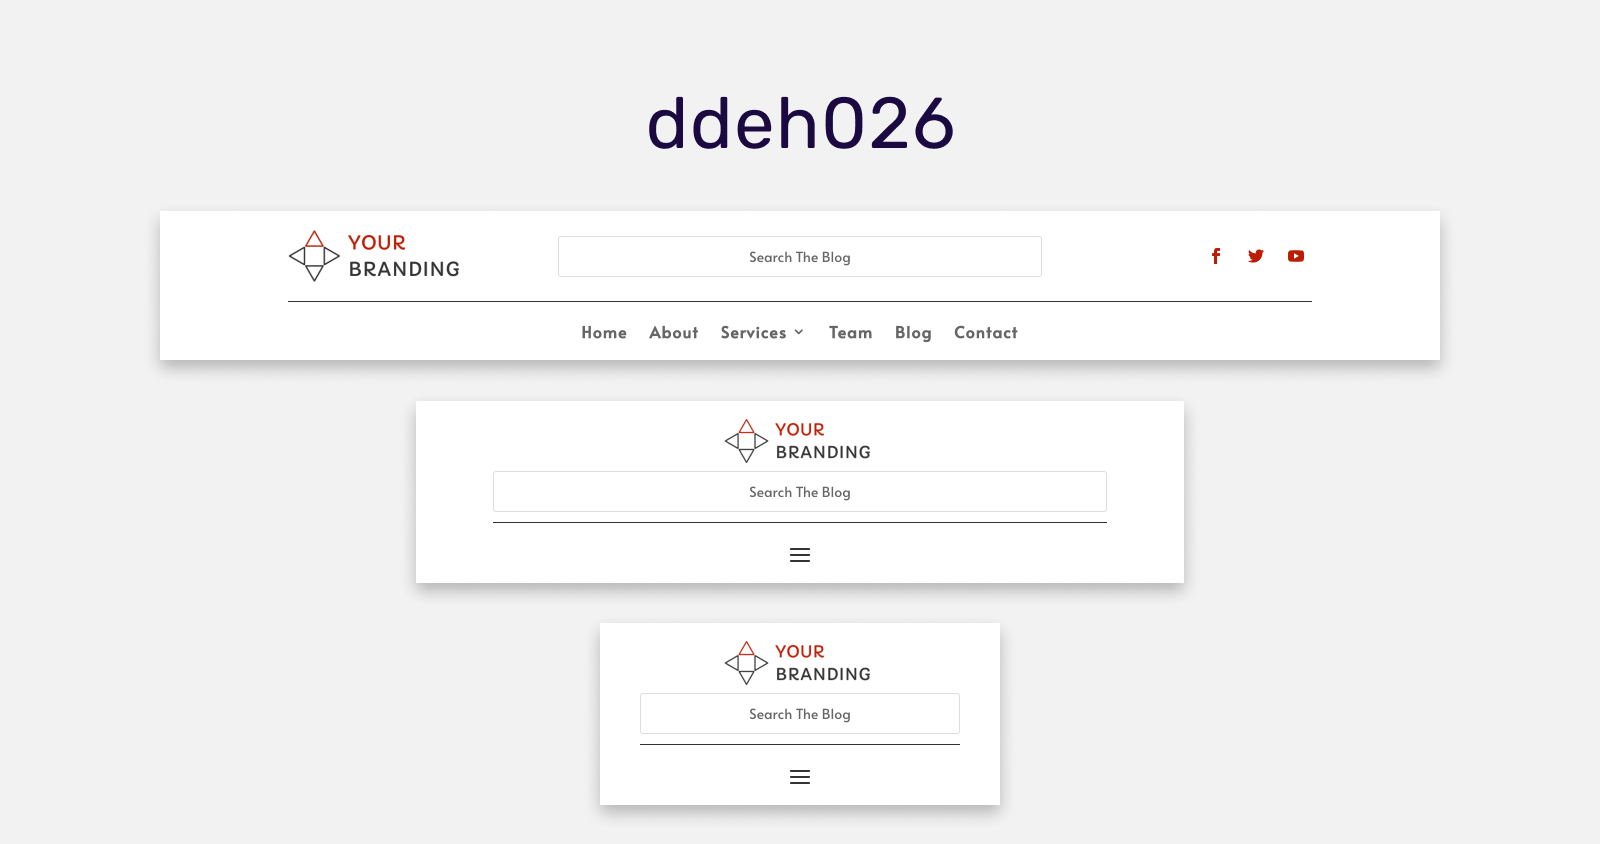 ddeh026
YOUR
BRANDING
Search The Blog
Home About Services Team Blog Contact
YOUR
BRANDING
Search The Blog
YOUR
BRANDING
Search The Blog